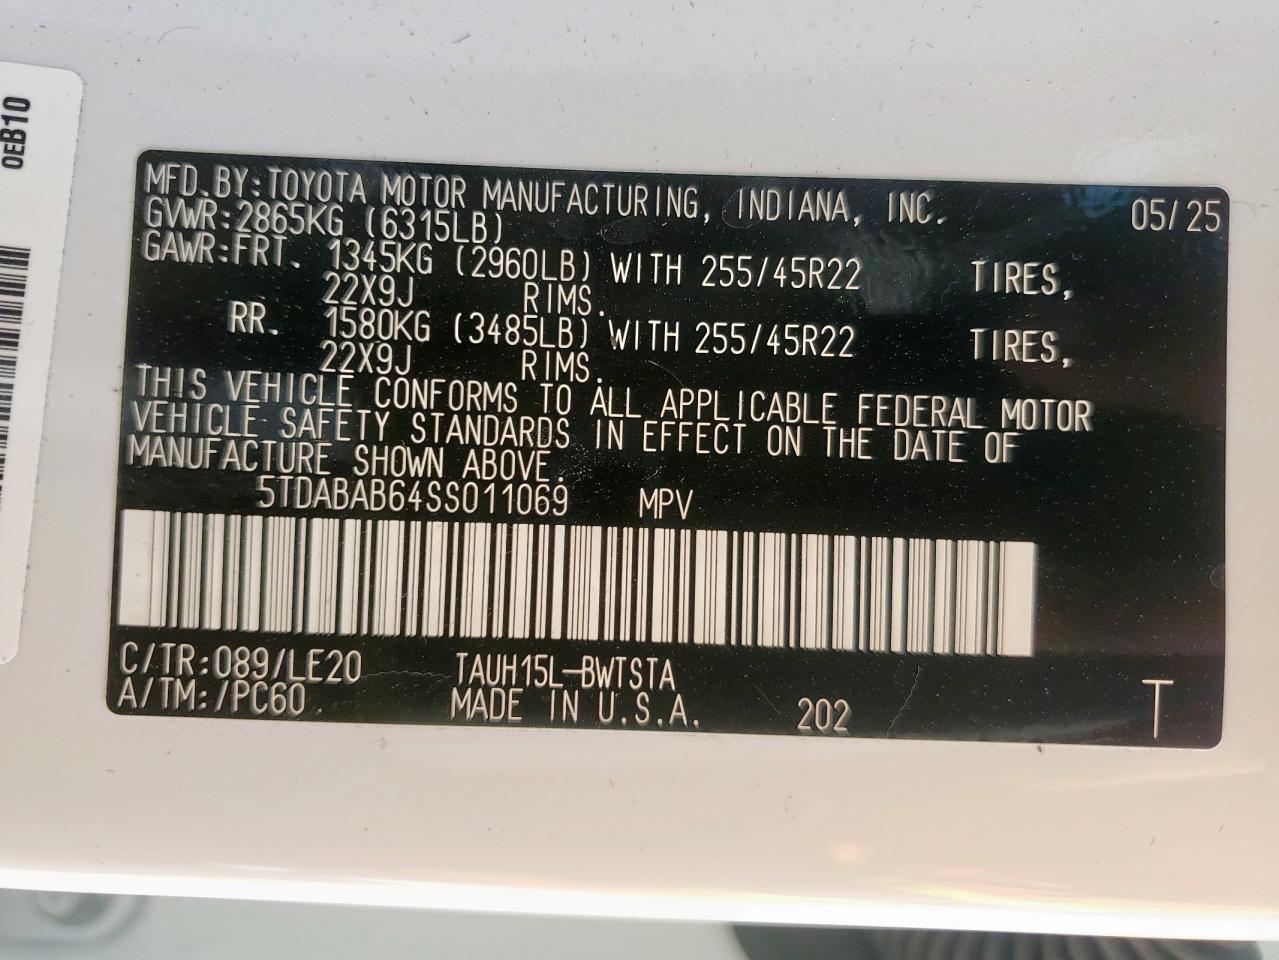 0EB10
MFD.BY:TOYOTA MOTOR MANUFACTURING, INDIANA, INC. 05/25
GVWR:2865KG (6315LB)
GAWR:FRT. 1345KG (2960LB) WITH 255/45R22 TIRES,
22X9J RIMS.
RR. 1580KG (3485LB) WITH 255/45R22 TIRES,
22X9J RIMS.
THIS VEHICLE CONFORMS TO ALL APPLICABLE FEDERAL MOTOR
VEHICLE SAFETY STANDARDS IN EFFECT ON THE DATE OF
MANUFACTURE SHOWN ABOVE.
5TDABAB64SS011069 MPV
C/TR:089/LE20 TAUH15L-BWTSTA
A/TM:/PC60 MADE IN U.S.A. 202 T